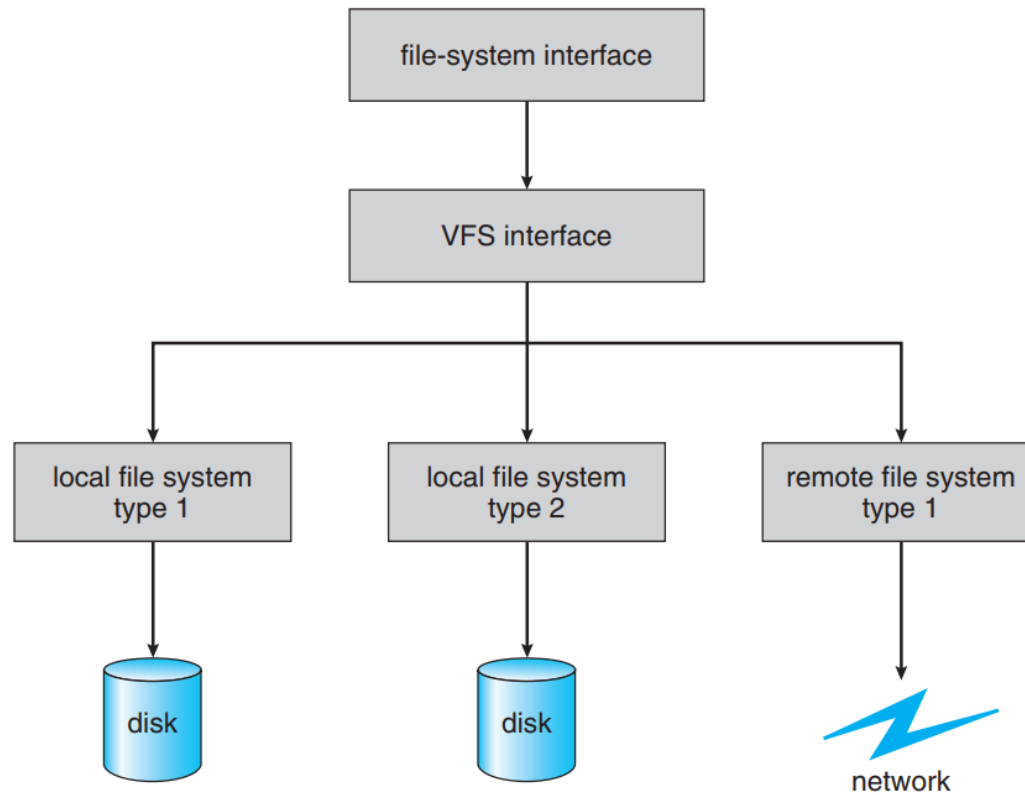 file-system interface
VFS interface
local file system
type 1
local file system
type 2
remote file system
type 1
disk
disk
network